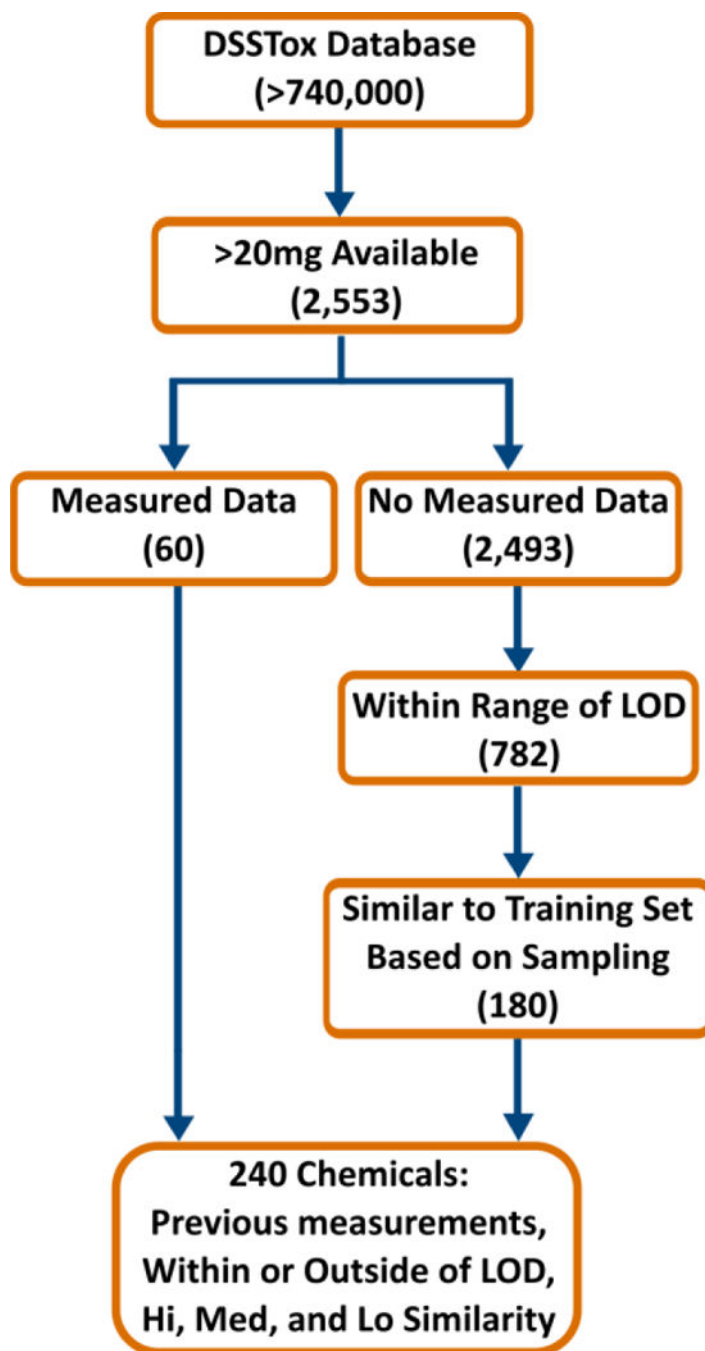 DSSTox Database
(>740,000)
>20mg Available
(2,553)
Measured Data
(60)
No Measured Data
(2,493)
Within Range of LOD
(782)
Similar to Training Set
Based on Sampling
(180)
240 Chemicals:
Previous measurements,
Within or Outside of LOD,
Hi, Med, and Lo Similarity